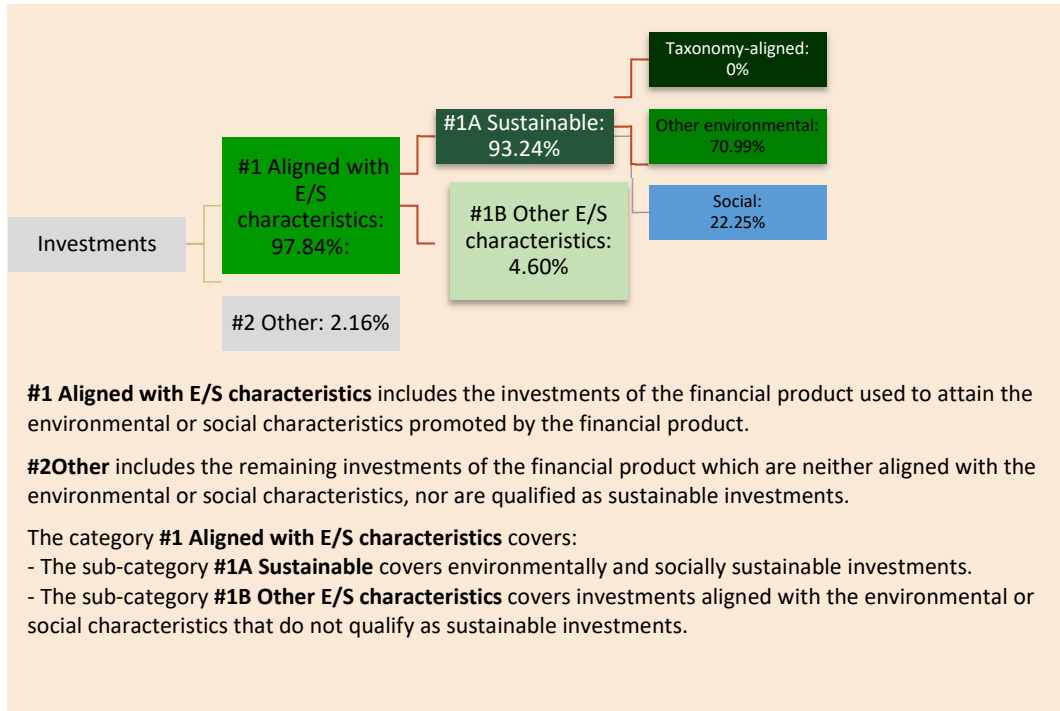 Taxonomy-aligned:
0%
#1A Sustainable:
93.24%
Other environmental:
70.99%
#1 Aligned with
E/S
characteristics:
97.84%:
#1B Other E/S
characteristics:
4.60%
Social:
22.25%
Investments
#2 Other: 2.16%
#1 Aligned with E/S characteristics includes the investments of the financial product used to attain the
environmental or social characteristics promoted by the financial product.
#2Other includes the remaining investments of the financial product which are neither aligned with the
environmental or social characteristics, nor are qualified as sustainable investments.
The category #1 Aligned with E/S characteristics covers:
- The sub-category #1A Sustainable covers environmentally and socially sustainable investments.
- The sub-category #1B Other E/S characteristics covers investments aligned with the environmental or
social characteristics that do not qualify as sustainable investments.